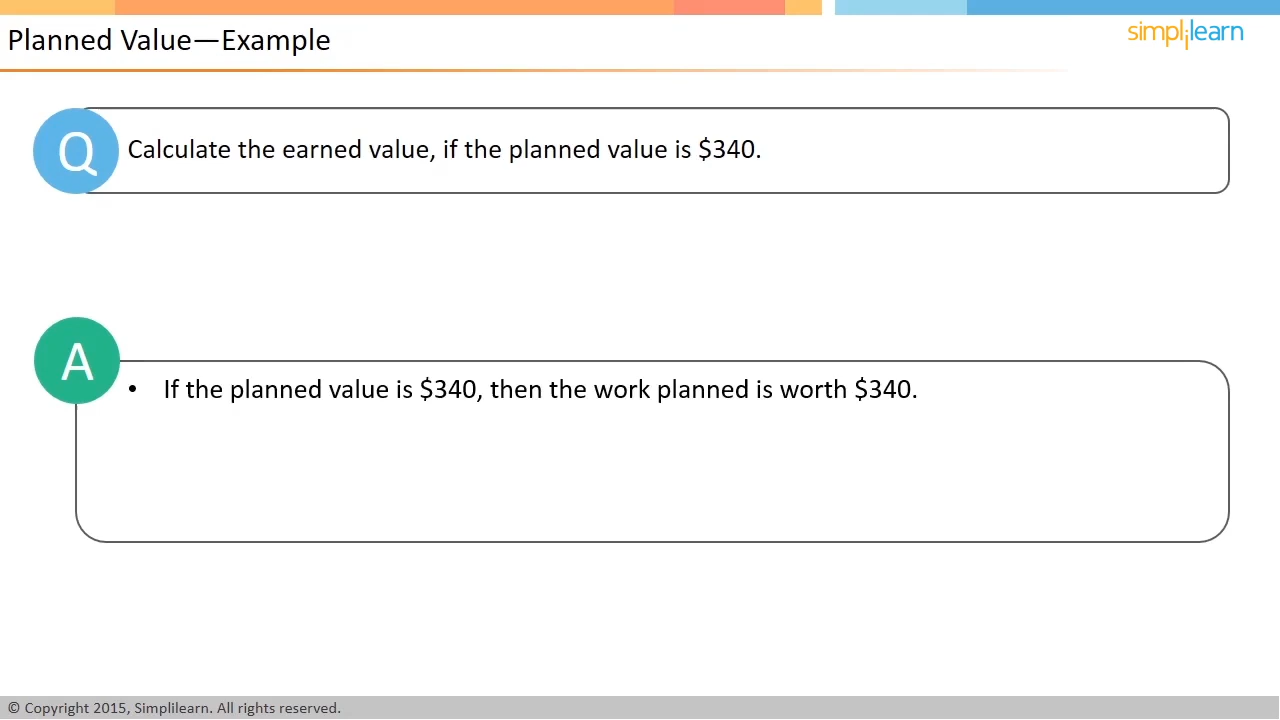 Planned Value—Example
simplilearn
Q
Calculate the earned value, if the planned value is $340.
A
• If the planned value is $340, then the work planned is worth $340.
© Copyright 2015, Simplilearn. All rights reserved.